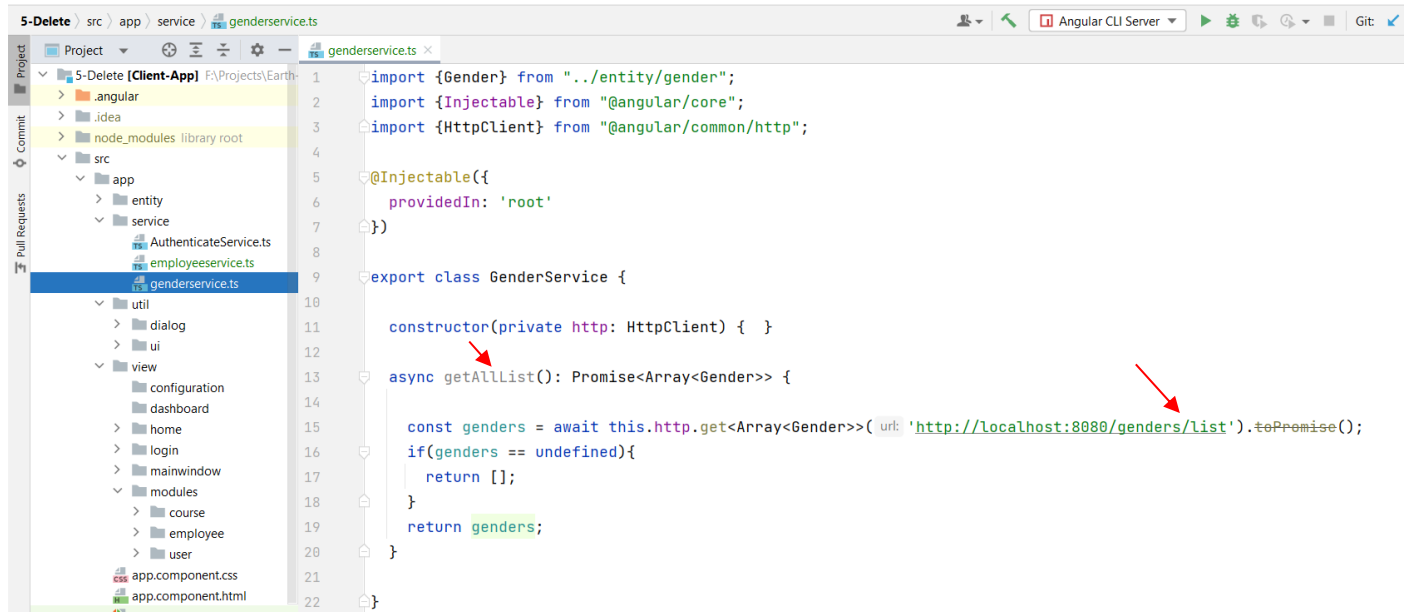 5-Delete > src > app > service > genderservice.ts
Angular CLI Server
Git:
Project
Commit
Pull Requests
Project
5-Delete [Client-App] F:\Projects\Earth-
.angular
.idea
node_modules library root
src
app
entity
service
AuthenticateService.ts
employeeservice.ts
genderservice.ts
util
dialog
ui
view
configuration
dashboard
home
login
mainwindow
modules
course
employee
user
app.component.css
app.component.html
genderservice.ts
1 import {Gender} from "../entity/gender";
2 import {Injectable} from "@angular/core";
3 import {HttpClient} from "@angular/common/http";
4
5 @Injectable({
6 providedIn: 'root'
7 })
8
9 export class GenderService {
10
11 constructor(private http: HttpClient) {  }
12
13 async getAllList(): Promise<Array<Gender>> {
14
15 const genders = await this.http.get<Array<Gender>>( url: 'http://localhost:8080/genders/list').toPromise();
16 if(genders == undefined){
17 return [];
18 }
19 return genders;
20 }
21
22 }